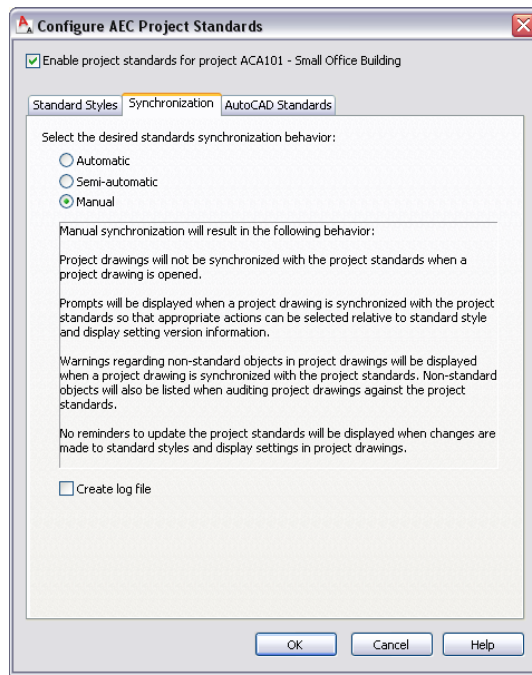 Configure AEC Project Standards
Enable project standards for project ACA101 - Small Office Building
Standard Styles Synchronization AutoCAD Standards
Select the desired standards synchronization behavior:
Automatic
Semi-automatic
Manual
Manual synchronization will result in the following behavior:
Project drawings will not be synchronized with the project standards when a
project drawing is opened.
Prompts will be displayed when a project drawing is synchronized with the project
standards so that appropriate actions can be selected relative to standard style
and display setting version information.
Warnings regarding non-standard objects in project drawings will be displayed
when a project drawing is synchronized with the project standards. Non-standard
objects will also be listed when auditing project drawings against the project
standards.
No reminders to update the project standards will be displayed when changes are
made to standard styles and display settings in project drawings.
Create log file
OK Cancel Help